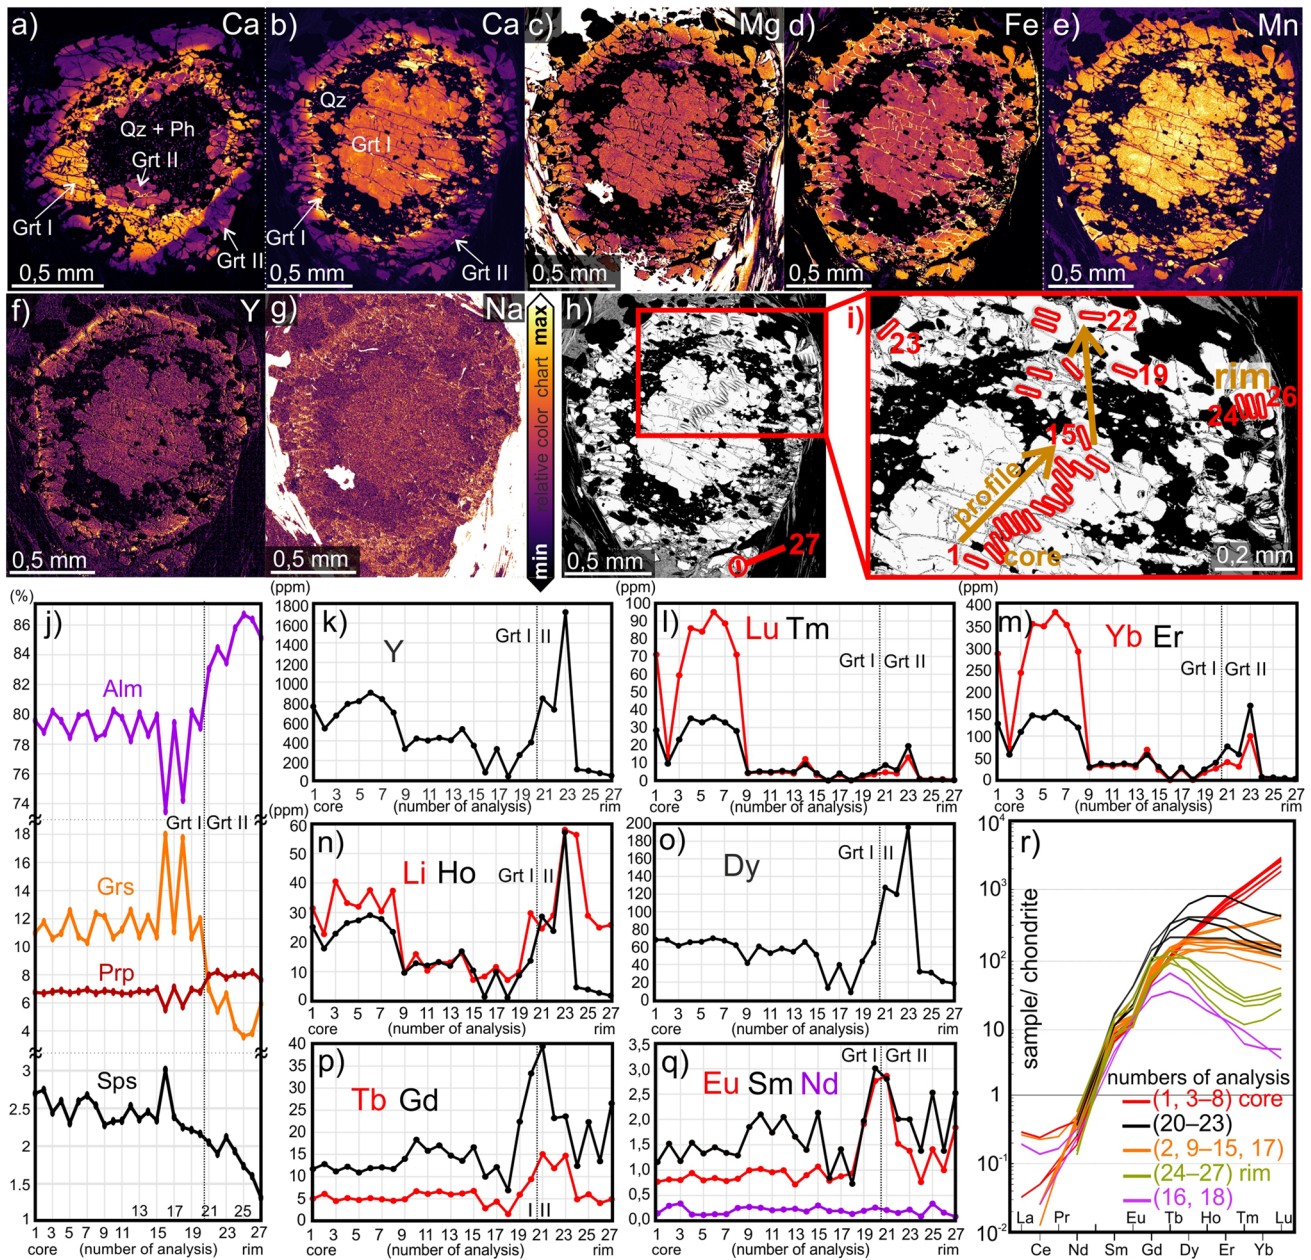 a) Ca
Qz + Ph
Grt II
Grt I
Grt II
0,5 mm
b) Ca
Qz
Grt I
Grt I
Grt II
0,5 mm
c) Mg
0,5 mm
d) Fe
0,5 mm
e) Mn
0,5 mm
f) Y
0,5 mm
g) Na
0,5 mm
min relative color chart max
h)
27
0,5 mm
i)
22
23
19
rim
24 26
15
profile
1
core
0,2 mm
j)
(%)
86
84
82
80
78
76
74
Alm
Grt I Grt II
18
16
14
12
10
8
6
4
Grs
Prp
3
2.5
2
1.5
1
Sps
13 17 21 25
1 3 5 7 9 11 15 19 23 27
core (number of analysis) rim
k)
(ppm)
1800
1600
1400
1200
1000
800
600
400
200
0
Y
Grt I II
1 3 5 7 9 11 13 15 17 19 21 23 25 27
core (number of analysis) rim
l)
(ppm)
100
90
80
70
60
50
40
30
20
10
0
Lu Tm
Grt I Grt II
1 3 5 7 9 11 13 15 17 19 21 23 25 27
core (number of analysis) rim
m)
(ppm)
400
350
300
250
200
150
100
50
0
Yb Er
Grt I Grt II
1 3 5 7 9 11 13 15 17 19 21 23 25 27
core (number of analysis) rim
n)
(ppm)
60
50
40
30
20
10
0
Li Ho
Grt I II
1 3 5 7 9 11 13 15 17 19 21 23 25 27
core (number of analysis) rim
o)
200
180
160
140
120
100
80
60
40
20
0
Dy
Grt I II
1 3 5 7 9 11 13 15 17 19 21 23 25 27
core (number of analysis) rim
p)
40
35
30
25
20
15
10
5
0
Tb Gd
I II
1 3 5 7 9 11 13 15 17 19 21 23 25 27
core (number of analysis) rim
q)
3,5
3,0
2,5
2,0
1,5
1,0
0,5
0,0
Eu Sm Nd
Grt I Grt II
1 3 5 7 9 11 13 15 17 19 21 23 25 27
core (number of analysis) rim
r)
sample/ chondrite
10⁴
10³
10²
10
1
10⁻¹
10⁻²
numbers of analysis
(1, 3–8) core
(20–23)
(2, 9–15, 17)
(24–27) rim
(16, 18)
La Pr Eu Tb Ho Tm Lu
Ce Nd Sm Gd Dy Er Yb